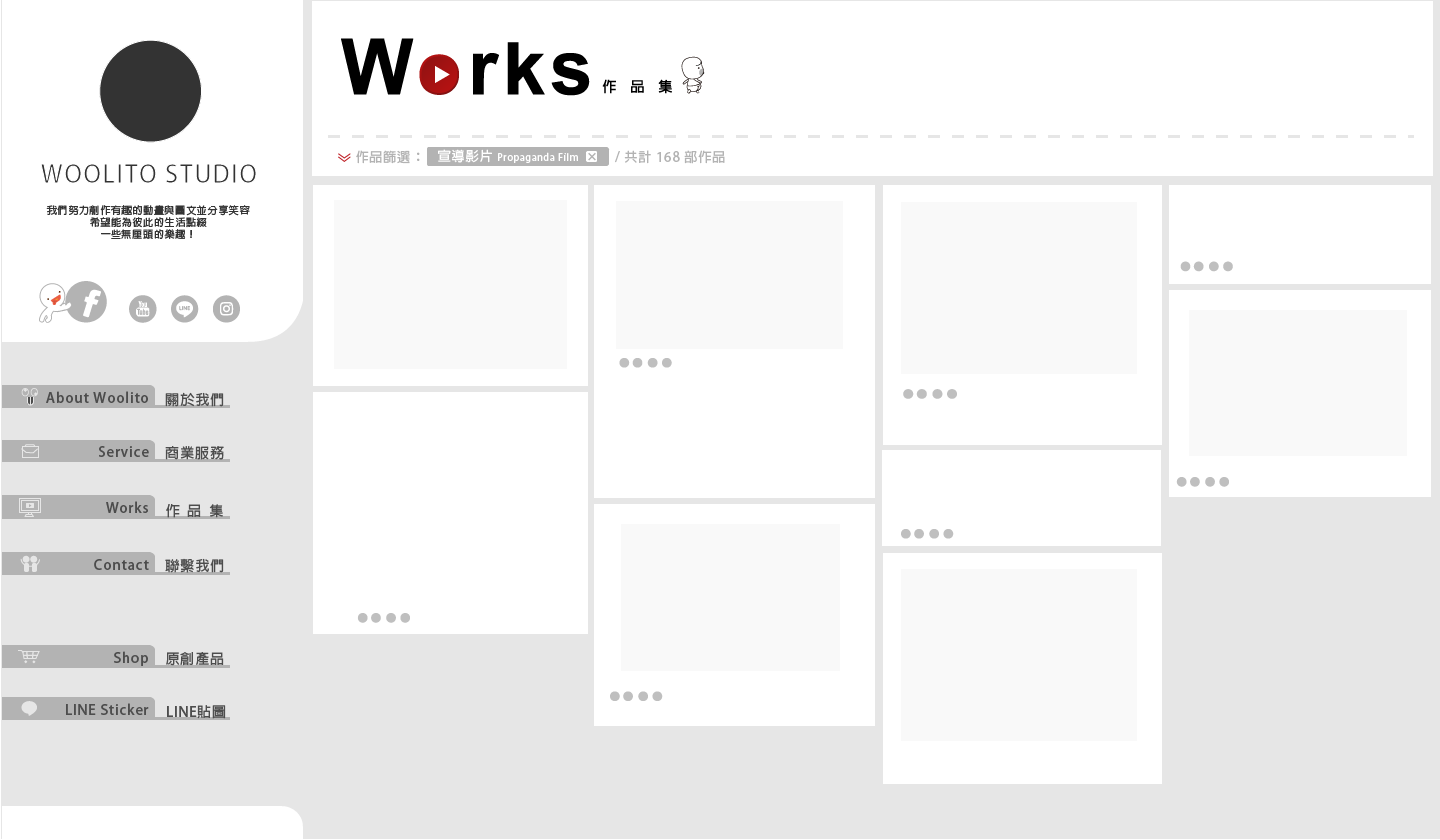 WOOLITO STUDIO
我們努力創作有趣的動畫與圖文並分享笑容
希望能為彼此的生活點綴
一些無厘頭的樂趣！
f
You Tube
LINE
About Woolito 關於我們
Service 商業服務
Works 作品集
Contact 聯繫我們
Shop 原創產品
LINE Sticker LINE貼圖
Works 作品集
作品篩選： 宣導影片 Propaganda Film / 共計 168 部作品